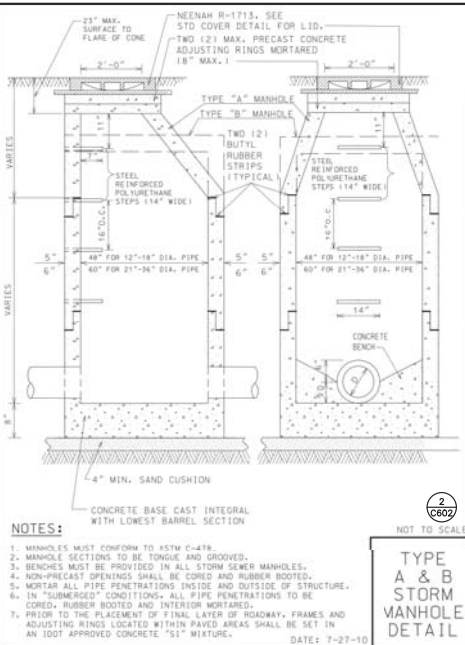 23" MAX.
SURFACE TO
FLARE OF CONE
NEENAH R-1713, SEE
STD COVER DETAIL FOR LID.
TWO (2) MAX. PRECAST CONCRETE
ADJUSTING RINGS MORTARED
(8" MAX.)
2'-0"
2'-0"
TYPE "A" MANHOLE
TYPE "B" MANHOLE
TWO (2)
BUTYL
RUBBER
STRIPS
(TYPICAL)
11"
11"
7"
STEEL
REINFORCED
POLYURETHANE
STEPS (14" WIDE)
STEEL
REINFORCED
POLYURETHANE
STEPS (14" WIDE)
VARIES
VARIES
16"O.C.
16"O.C.
5" 48" FOR 12"-18" DIA. PIPE 5" 5" 48" FOR 12"-18" DIA. PIPE
6" 60" FOR 21"-36" DIA. PIPE 6" 6" 60" FOR 21"-36" DIA. PIPE
14"
CONCRETE
BENCH
D
8"
4" MIN. SAND CUSHION
CONCRETE BASE CAST INTEGRAL
WITH LOWEST BARREL SECTION
2
C602
NOT TO SCALE
NOTES:
1. MANHOLES MUST CONFORM TO ASTM C-478.
2. MANHOLE SECTIONS TO BE TONGUE AND GROOVED.
3. BENCHES MUST BE PROVIDED IN ALL STORM SEWER MANHOLES.
4. NON-PRECAST OPENINGS SHALL BE CORED AND RUBBER BOOTED.
5. MORTAR ALL PIPE PENETRATIONS INSIDE AND OUTSIDE OF STRUCTURE.
6. IN "SUBMERGED" CONDITIONS, ALL PIPE PENETRATIONS TO BE
CORED, RUBBER BOOTED AND INTERIOR MORTARED.
7. PRIOR TO THE PLACEMENT OF FINAL LAYER OF ROADWAY, FRAMES AND
ADJUSTING RINGS LOCATED WITHIN PAVED AREAS SHALL BE SET IN
AN IDOT APPROVED CONCRETE "SI" MIXTURE.
DATE: 7-27-10
TYPE
A & B
STORM
MANHOLE
DETAIL